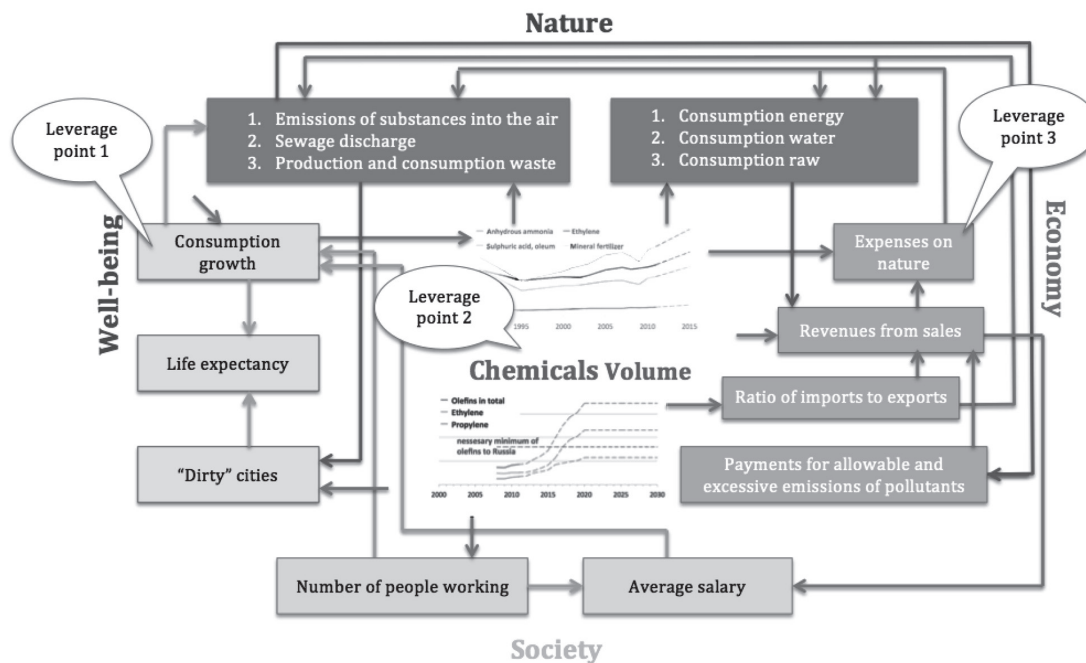 Nature
Leverage
point 1
1. Emissions of substances into the air
2. Sewage discharge
3. Production and consumption waste
1. Consumption energy
2. Consumption water
3. Consumption raw
Leverage
point 3
Well-being
Economy
Consumption
growth
Anhydrous ammonia
Ethylene
Sulphuric acid, oleum
Mineral fertilizer
Expenses on
nature
Leverage
point 2
1995 2000 2005 2010 2015
Revenues from sales
Life expectancy
Chemicals Volume
Olefins in total
Ethylene
Propylene
nessesary minimum of
olefins to Russia
Ratio of imports to exports
"Dirty" cities
Payments for allowable and
excessive emissions of pollutants
2000 2005 2010 2015 2020 2025 2030
Number of people working
Average salary
Society